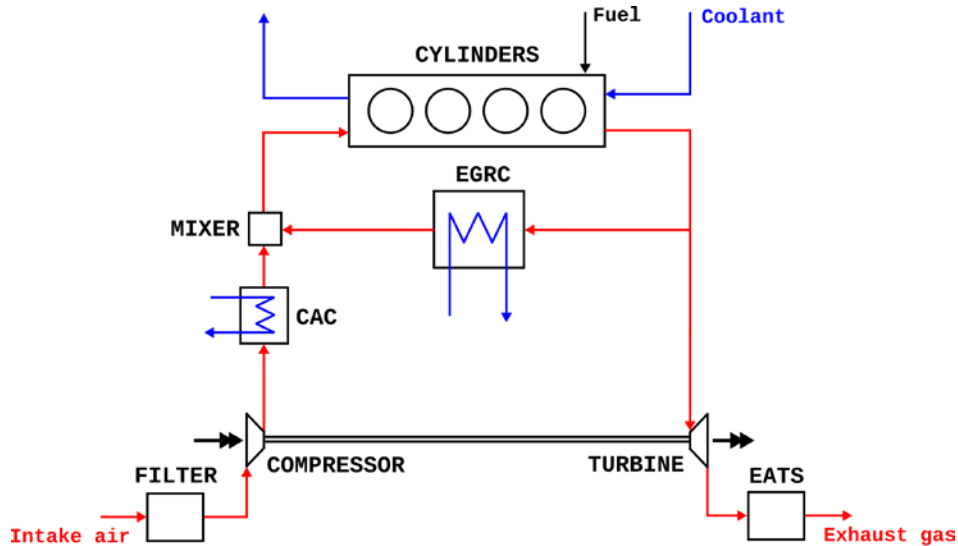 Fuel
Coolant
CYLINDERS
EGRC
MIXER
CAC
COMPRESSOR
TURBINE
FILTER
EATS
Intake air
Exhaust gas